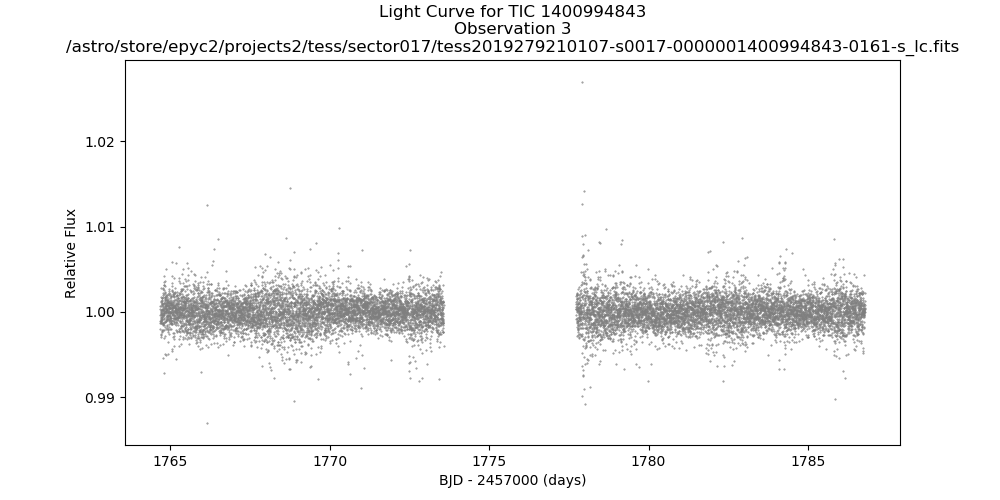 Light Curve for TIC 1400994843
Observation 3
/astro/store/epyc2/projects2/tess/sector017/tess2019279210107-s0017-0000001400994843-0161-s_lc.fits
1.02
1.01
1.00
0.99
Relative Flux
1765 1770 1775 1780 1785
BJD - 2457000 (days)